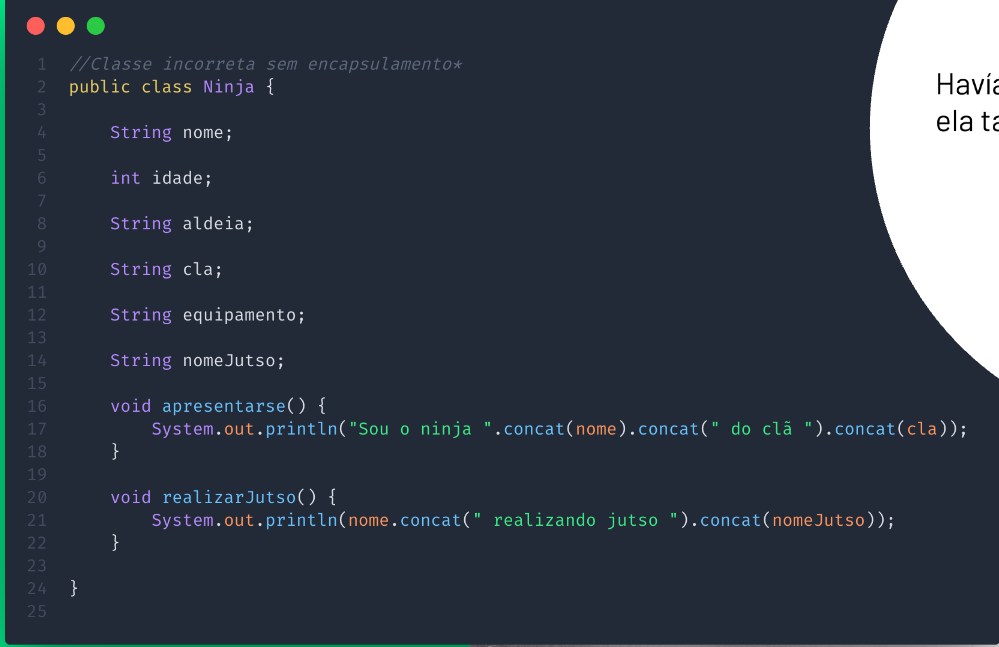 1 //Classe incorreta sem encapsulamento*
2 public class Ninja {
3
4 String nome;
5
6 int idade;
7
8 String aldeia;
9
10 String cla;
11
12 String equipamento;
13
14 String nomeJutso;
15
16 void apresentarse() {
17 System.out.println("Sou o ninja ".concat(nome).concat(" do clã ").concat(cla));
18 }
19
20 void realizarJutso() {
21 System.out.println(nome.concat(" realizando jutso ").concat(nomeJutso));
22 }
23
24 }
25
ela